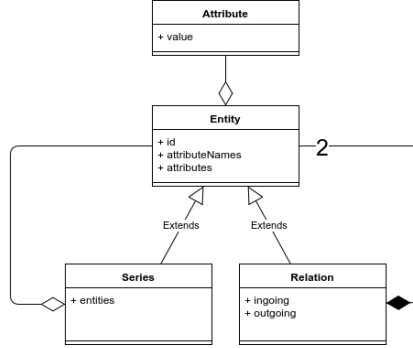 Attribute
+ value
Entity
+ id
+ attributeNames
+ attributes
2
Extends
Extends
Series
+ entities
Relation
+ ingoing
+ outgoing